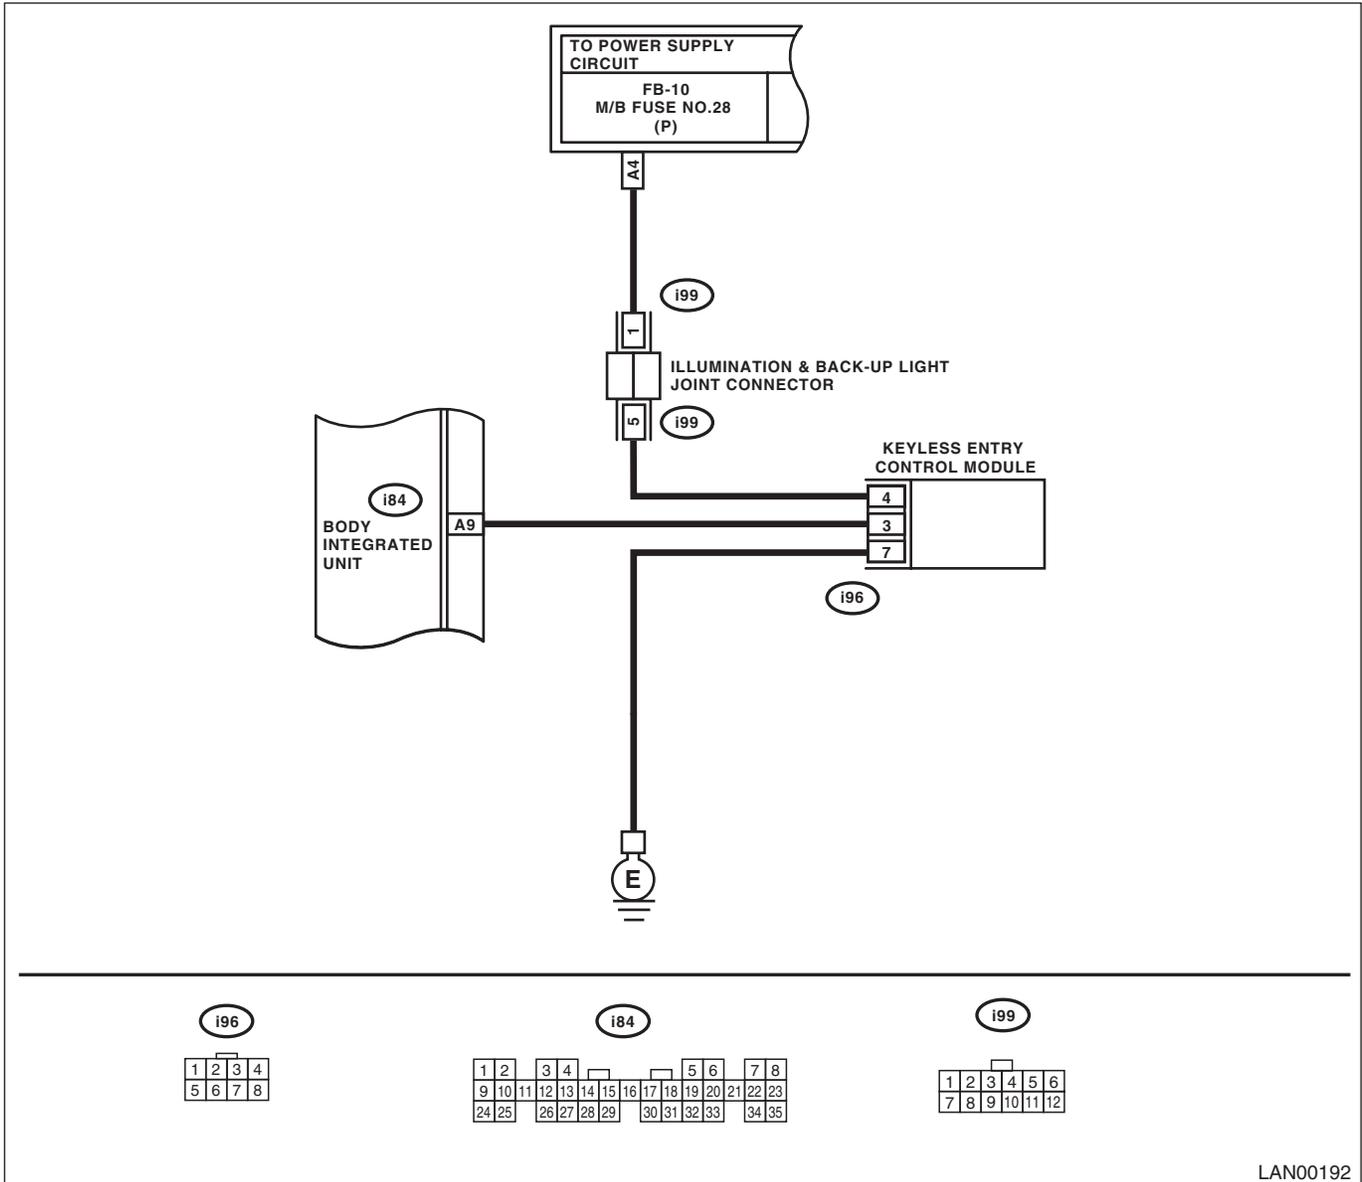 TO POWER SUPPLY
CIRCUIT
FB-10
M/B FUSE NO.28
(P)
A4
i99
1
ILLUMINATION & BACK-UP LIGHT
JOINT CONNECTOR
5
i99
KEYLESS ENTRY
CONTROL MODULE
4
3
7
i96
i84
A9
BODY
INTEGRATED
UNIT
E
i96
1 2 3 4
5 6 7 8
i84
1 2 3 4 5 6 7 8
9 10 11 12 13 14 15 16 17 18 19 20 21 22 23
24 25 26 27 28 29 30 31 32 33 34 35
i99
1 2 3 4 5 6
7 8 9 10 11 12
LAN00192